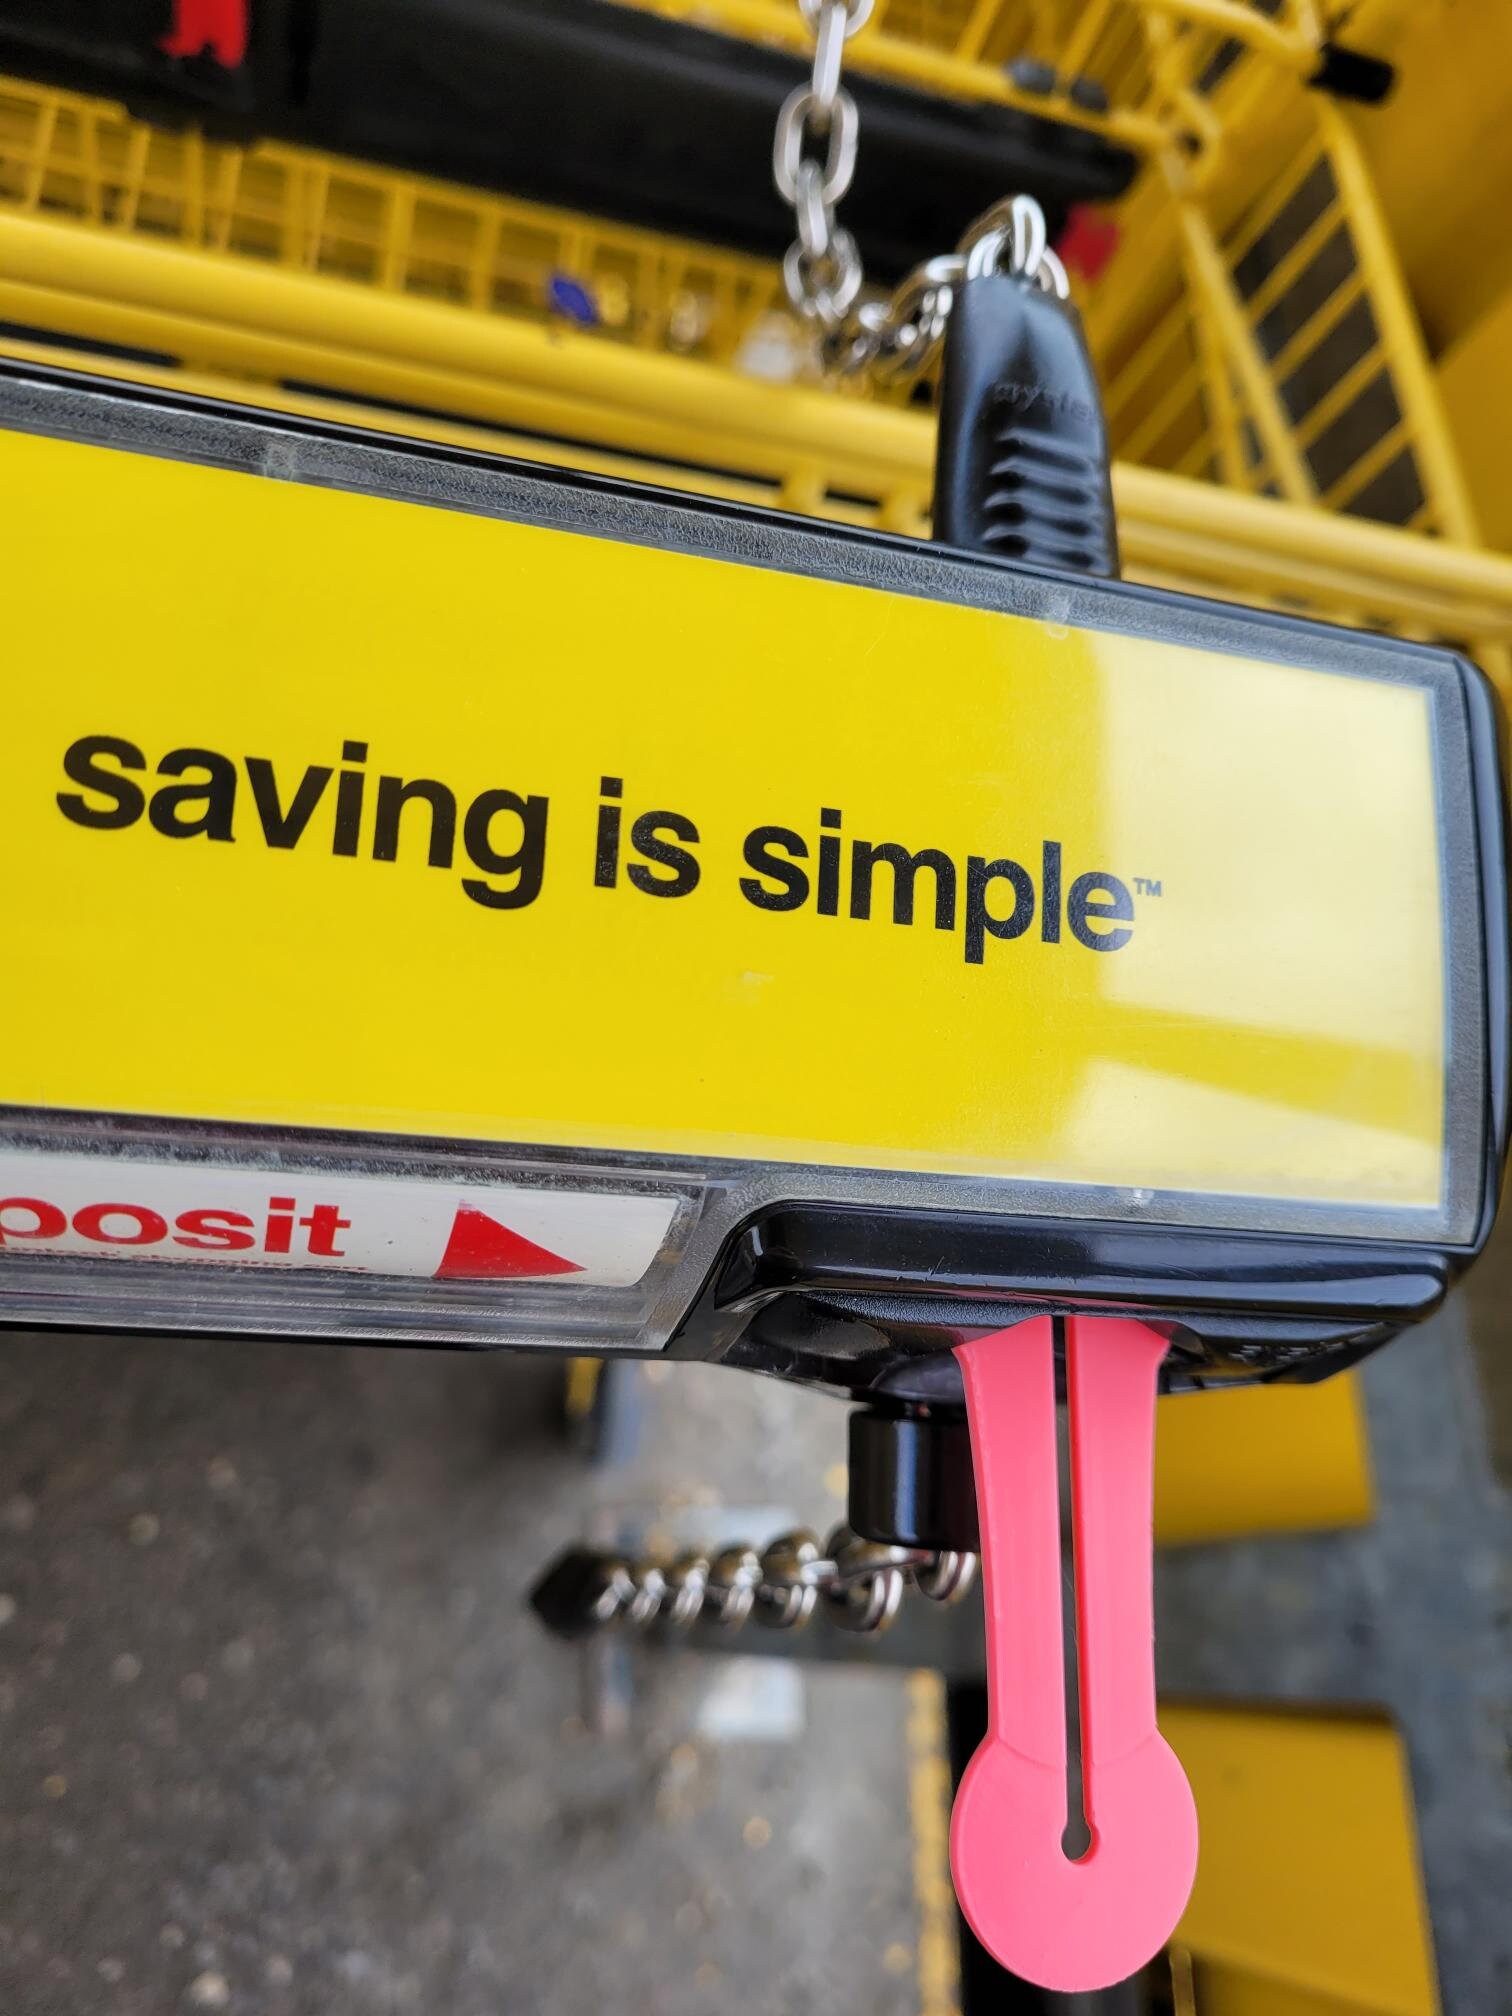 saving is simple™
posit